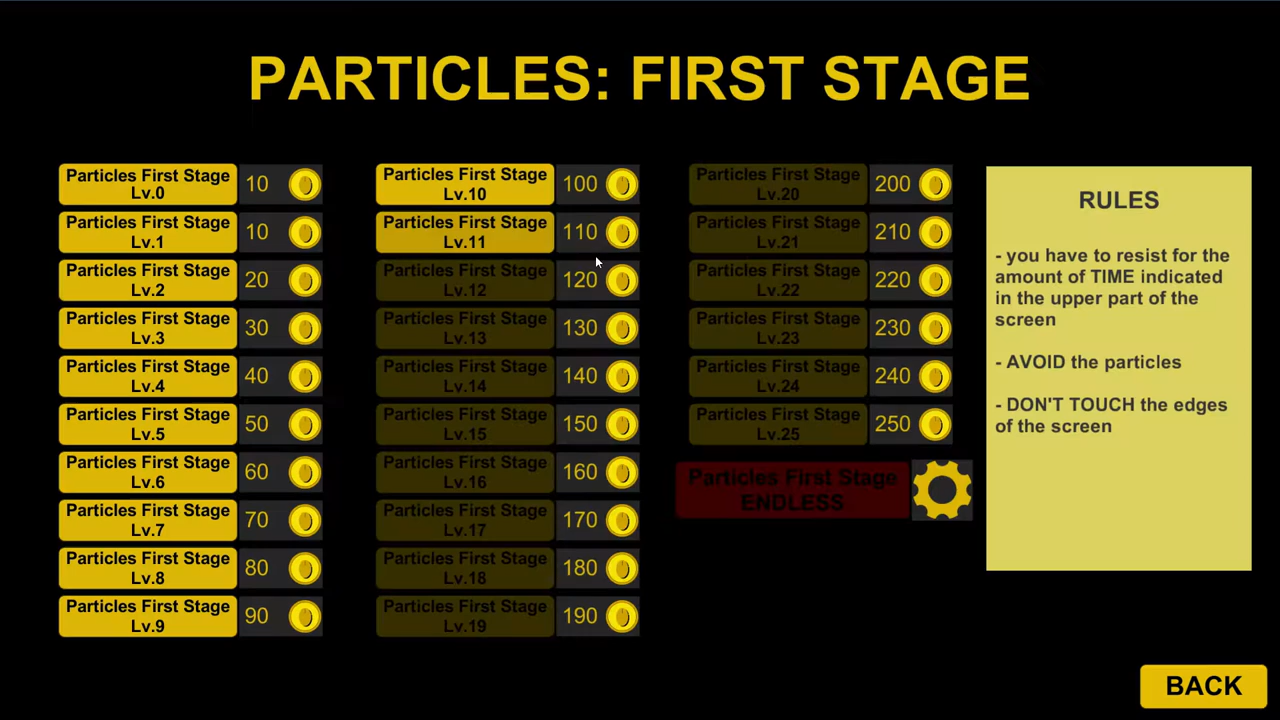 PARTICLES: FIRST STAGE
Particles First Stage
Lv.0
10
Particles First Stage
Lv.1
10
Particles First Stage
Lv.2
20
Particles First Stage
Lv.3
30
Particles First Stage
Lv.4
40
Particles First Stage
Lv.5
50
Particles First Stage
Lv.6
60
Particles First Stage
Lv.7
70
Particles First Stage
Lv.8
80
Particles First Stage
Lv.9
90
Particles First Stage
Lv.10
100
Particles First Stage
Lv.11
110
Particles First Stage
Lv.12
120
Particles First Stage
Lv.13
130
Particles First Stage
Lv.14
140
Particles First Stage
Lv.15
150
Particles First Stage
Lv.16
160
Particles First Stage
Lv.17
170
Particles First Stage
Lv.18
180
Particles First Stage
Lv.19
190
Particles First Stage
Lv.20
200
Particles First Stage
Lv.21
210
Particles First Stage
Lv.22
220
Particles First Stage
Lv.23
230
Particles First Stage
Lv.24
240
Particles First Stage
Lv.25
250
Particles First Stage
ENDLESS
RULES
- you have to resist for the
amount of TIME indicated
in the upper part of the
screen
- AVOID the particles
- DON'T TOUCH the edges
of the screen
BACK